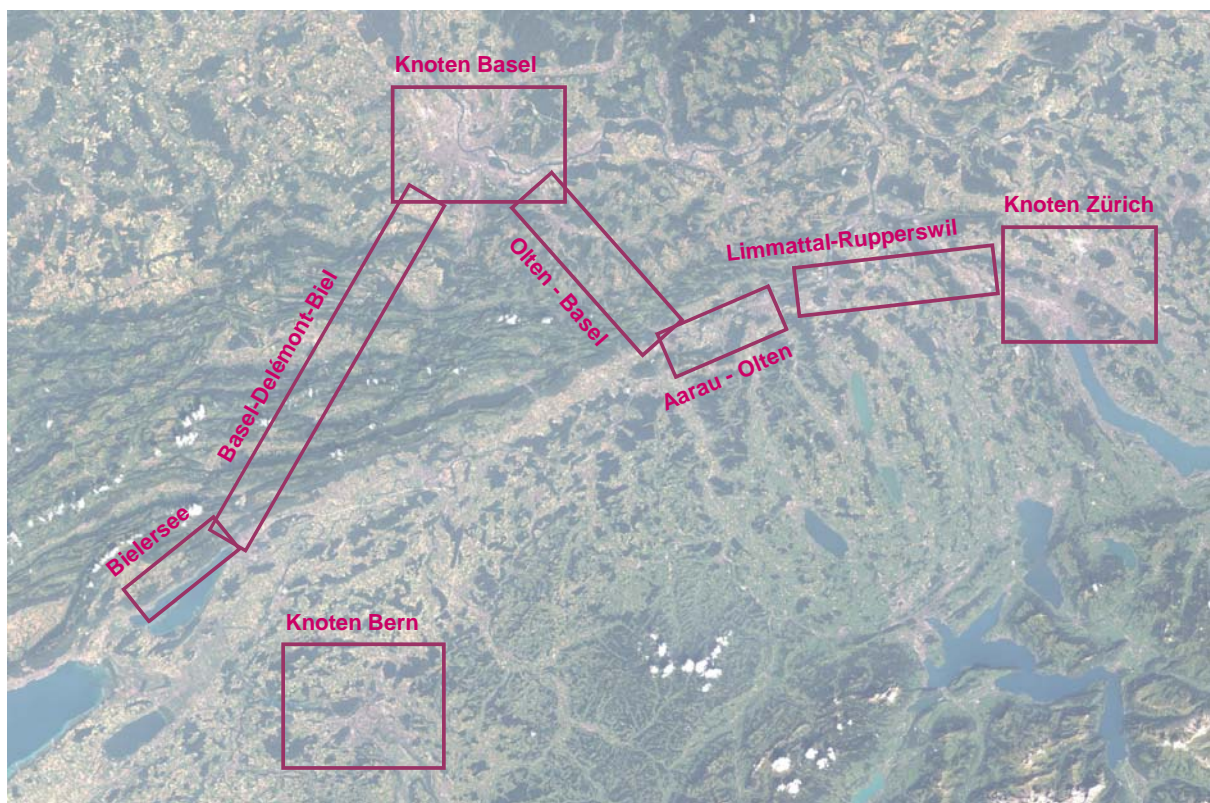 Knoten Basel
Knoten Zürich
Limmattal-Rupperswil
Olten - Basel
Basel-Delémont-Biel
Aarau - Olten
Bielersee
Knoten Bern